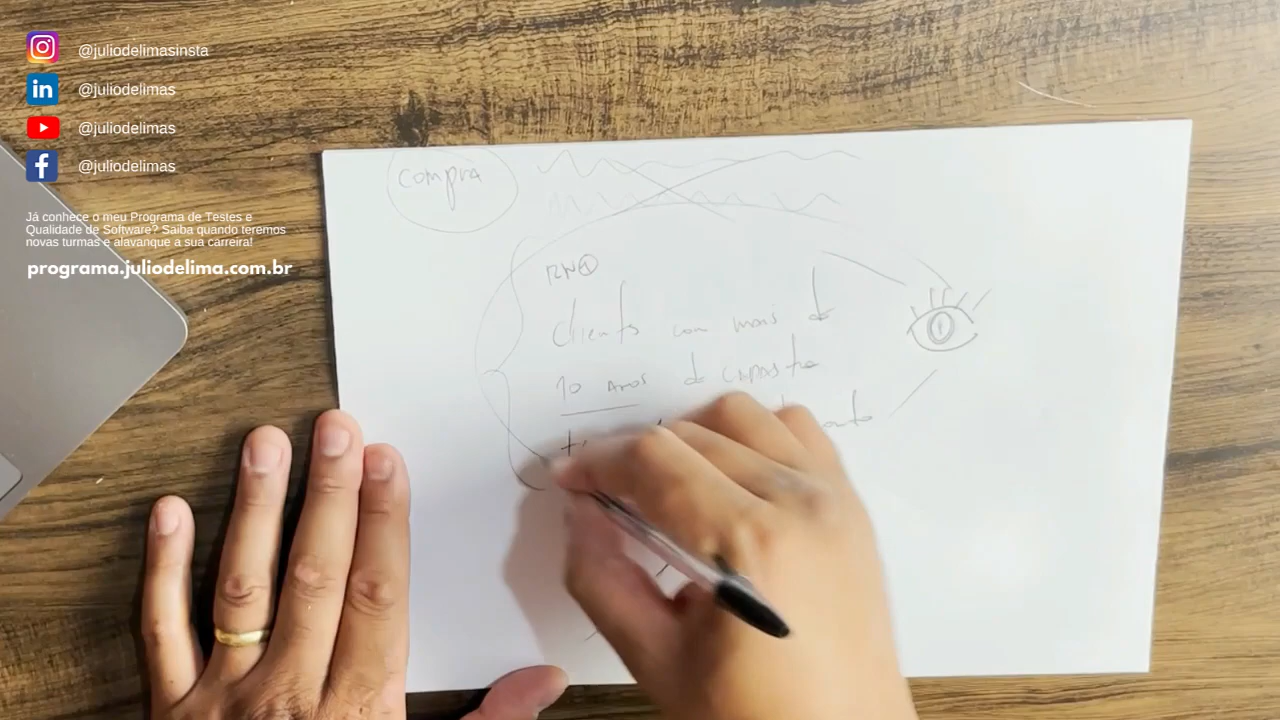 @juliodelimasinsta
@juliodelimas
@juliodelimas
@juliodelimas
Já conhece o meu Programa de Testes e
Qualidade de Software? Saiba quando teremos
novas turmas e alavanque a sua carreira!
programa.juliodelima.com.br
compra
RN①
Clientes com mais de
10 anos de cadastro